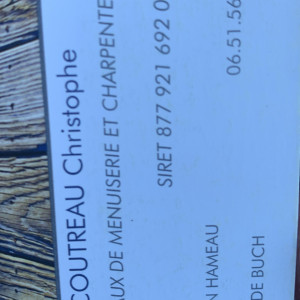 COUTREAU Christophe
AUX DE MENUISERIE ET CHARPENTE
SIRET 877 921 692 0
06.51.56
N HAMEAU
DE BUCH